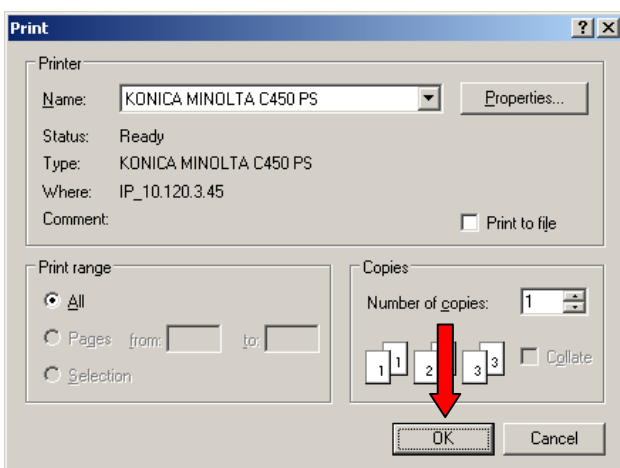 Print
Printer
Name: KONICA MINOLTA C450 PS Properties...
Status: Ready
Type: KONICA MINOLTA C450 PS
Where: IP_10.120.3.45
Comment: Print to file
Print range
All
Pages from: to:
Selection
Copies
Number of copies: 1
1 1 2 3 3 Collate
OK Cancel